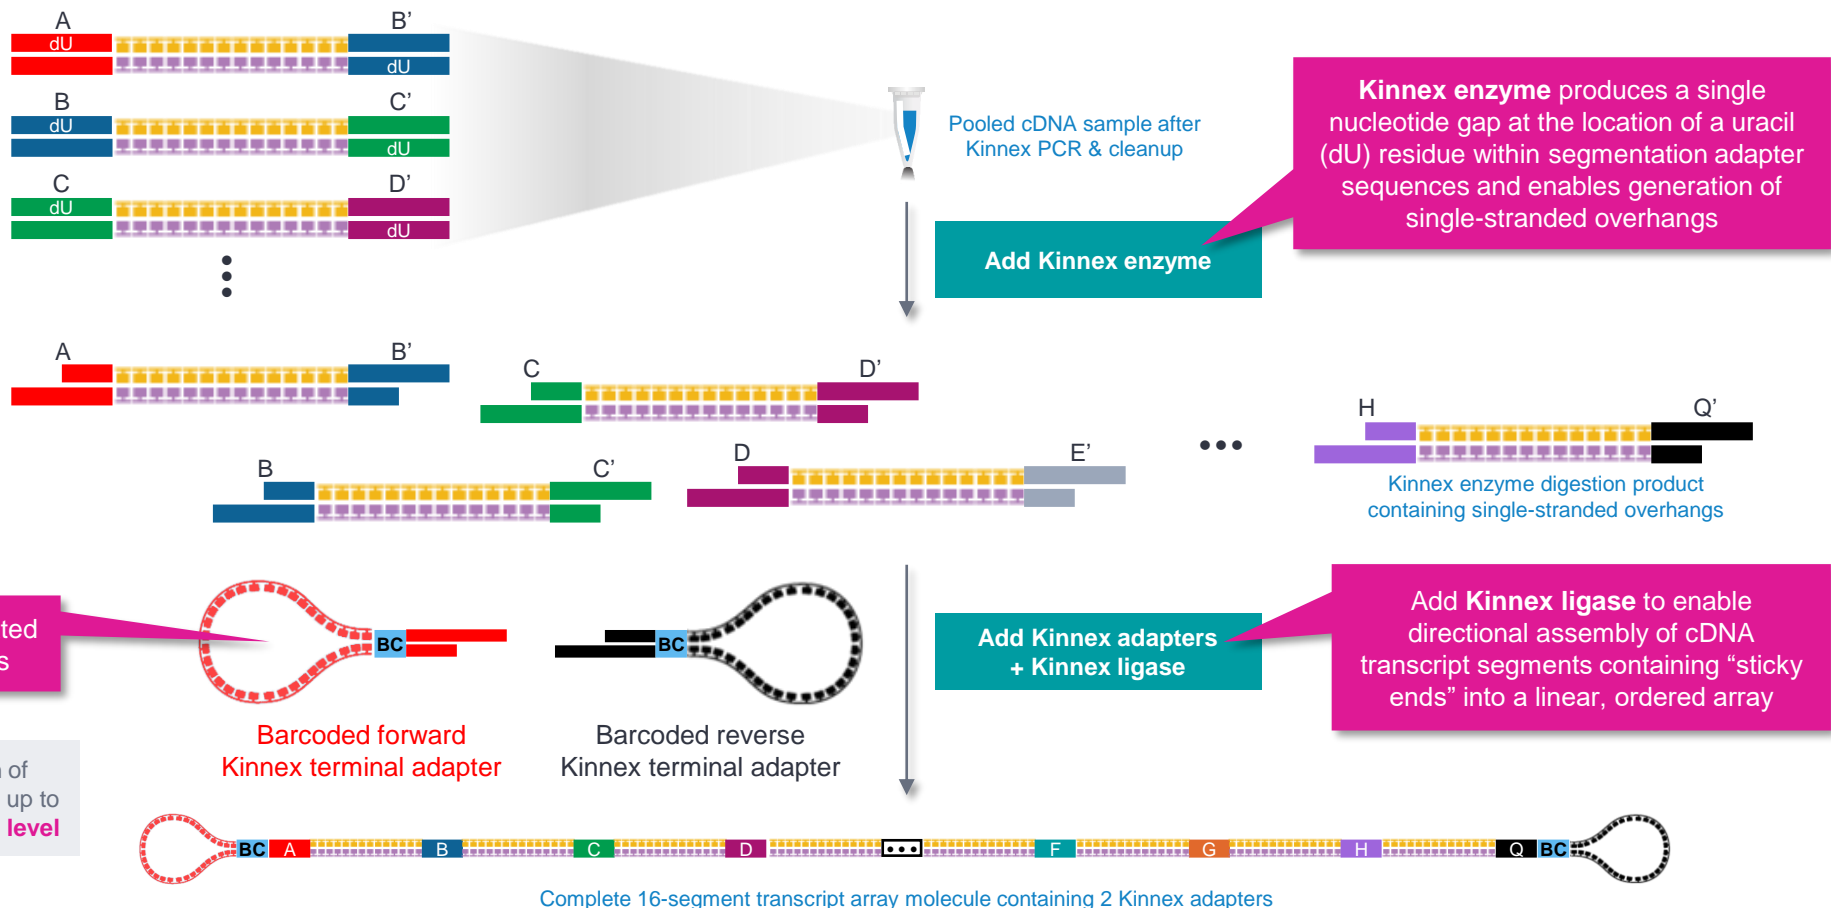 A B’
dU
dU
B C’
dU
dU
C D’
dU
dU
Pooled cDNA sample after
Kinnex PCR & cleanup
Kinnex enzyme produces a single
nucleotide gap at the location of a uracil
(dU) residue within segmentation adapter
sequences and enables generation of
single-stranded overhangs
Add Kinnex enzyme
A B’
C D’
H Q’
B C’
D E’
Kinnex enzyme digestion product
containing single-stranded overhangs
ted
s
BC
BC
Barcoded forward
Kinnex terminal adapter
Barcoded reverse
Kinnex terminal adapter
Add Kinnex adapters
+ Kinnex ligase
Add Kinnex ligase to enable
directional assembly of cDNA
transcript segments containing “sticky
ends” into a linear, ordered array
of
up to
level
BC A B C D F G H Q BC
Complete 16-segment transcript array molecule containing 2 Kinnex adapters